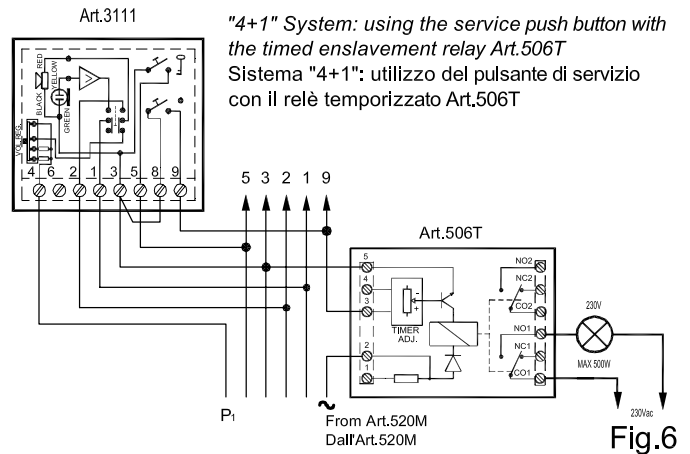 Art.3111
"4+1" System: using the service push button with
the timed enslavement relay Art.506T
Sistema "4+1": utilizzo del pulsante di servizio
con il relè temporizzato Art.506T
RED
YELLOW
BLACK
GREEN
VOL.REG.
4 6 2 1 3 5 8 9
5 3 2 1 9
Art.506T
5
4
3
2
1
- +
TIMER
ADJ.
NO2
NC2
CO2
NO1
NC1
CO1
230V
MAX 500W
230Vac
P1
~
From Art.520M
Dall'Art.520M
Fig.6